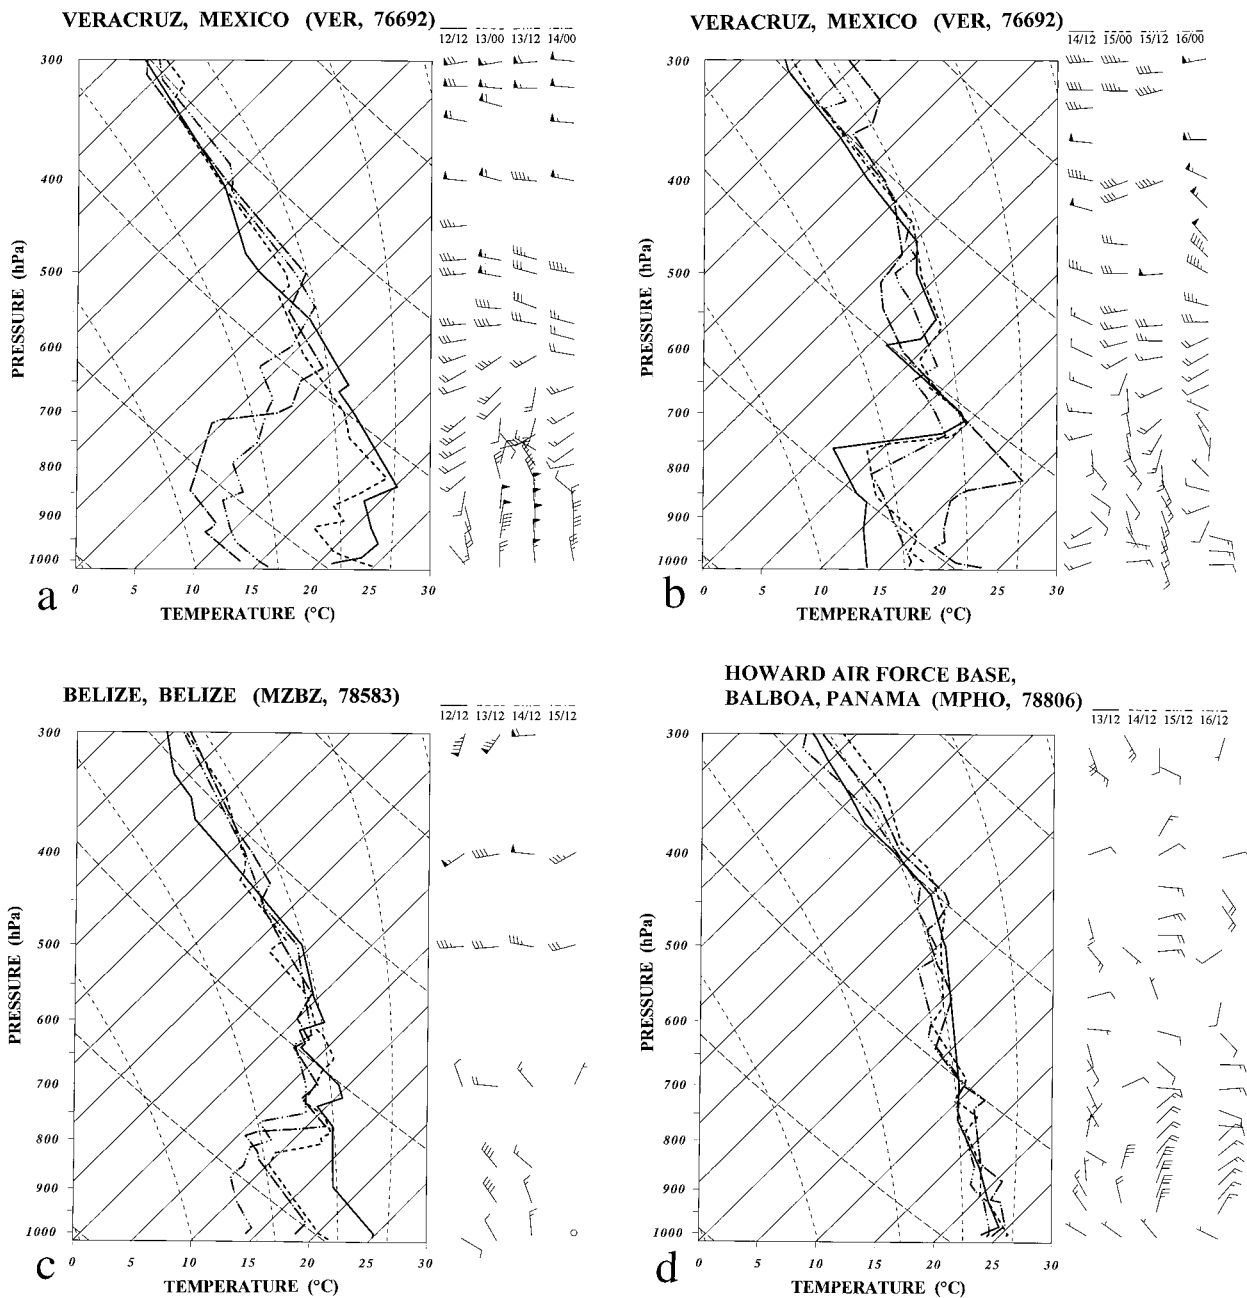 VERACRUZ, MEXICO (VER, 76692)
12/12 13/00 13/12 14/00
300
400
500
600
700
800
900
1000
PRESSURE (hPa)
0 5 10 15 20 25 30
TEMPERATURE (°C)
a
VERACRUZ, MEXICO (VER, 76692)
14/12 15/00 15/12 16/00
300
400
500
600
700
800
900
1000
PRESSURE (hPa)
0 5 10 15 20 25 30
TEMPERATURE (°C)
b
BELIZE, BELIZE (MZBZ, 78583)
12/12 13/12 14/12 15/12
300
400
500
600
700
800
900
1000
PRESSURE (hPa)
0 5 10 15 20 25 30
TEMPERATURE (°C)
c
HOWARD AIR FORCE BASE,
BALBOA, PANAMA (MPHO, 78806)
13/12 14/12 15/12 16/12
300
400
500
600
700
800
900
1000
PRESSURE (hPa)
0 5 10 15 20 25 30
TEMPERATURE (°C)
d